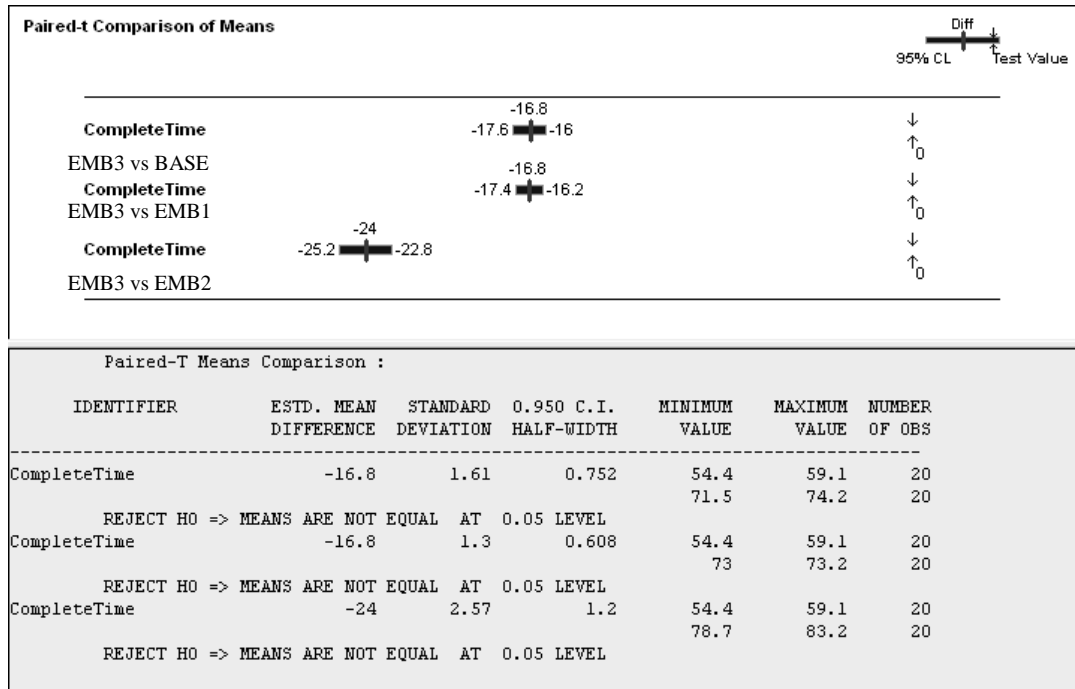 Paired-t Comparison of Means
Diff
95% CL Test Value
-16.8
CompleteTime -17.6 -16 ↓
EMB3 vs BASE ↑0
-16.8
CompleteTime -17.4 -16.2 ↓
EMB3 vs EMB1 ↑0
-24
CompleteTime -25.2 -22.8 ↓
EMB3 vs EMB2 ↑0
Paired-T Means Comparison :
IDENTIFIER ESTD. MEAN STANDARD 0.950 C.I. MINIMUM MAXIMUM NUMBER
DIFFERENCE DEVIATION HALF-WIDTH VALUE VALUE OF OBS
CompleteTime -16.8 1.61 0.752 54.4 59.1 20
71.5 74.2 20
REJECT H0 => MEANS ARE NOT EQUAL AT 0.05 LEVEL
CompleteTime -16.8 1.3 0.608 54.4 59.1 20
73 73.2 20
REJECT H0 => MEANS ARE NOT EQUAL AT 0.05 LEVEL
CompleteTime -24 2.57 1.2 54.4 59.1 20
78.7 83.2 20
REJECT H0 => MEANS ARE NOT EQUAL AT 0.05 LEVEL